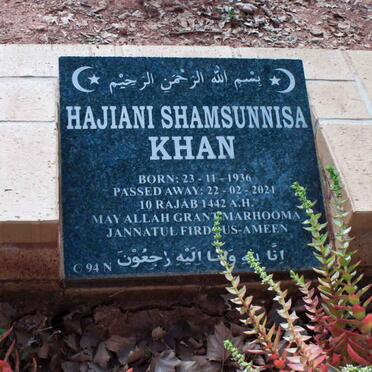 بسم الله الرحمن الرحيم
HAJIANI SHAMSUNNISA
KHAN
BORN: 23 - 11 - 1936
PASSED AWAY: 22 - 02 - 2021
10 RAJAB 1442 A.H.
MAY ALLAH GRANT MARHOOMA
JANNATUL FIRDAUS-AMEEN
انا لله وانا اليه راجعون
C 94 N